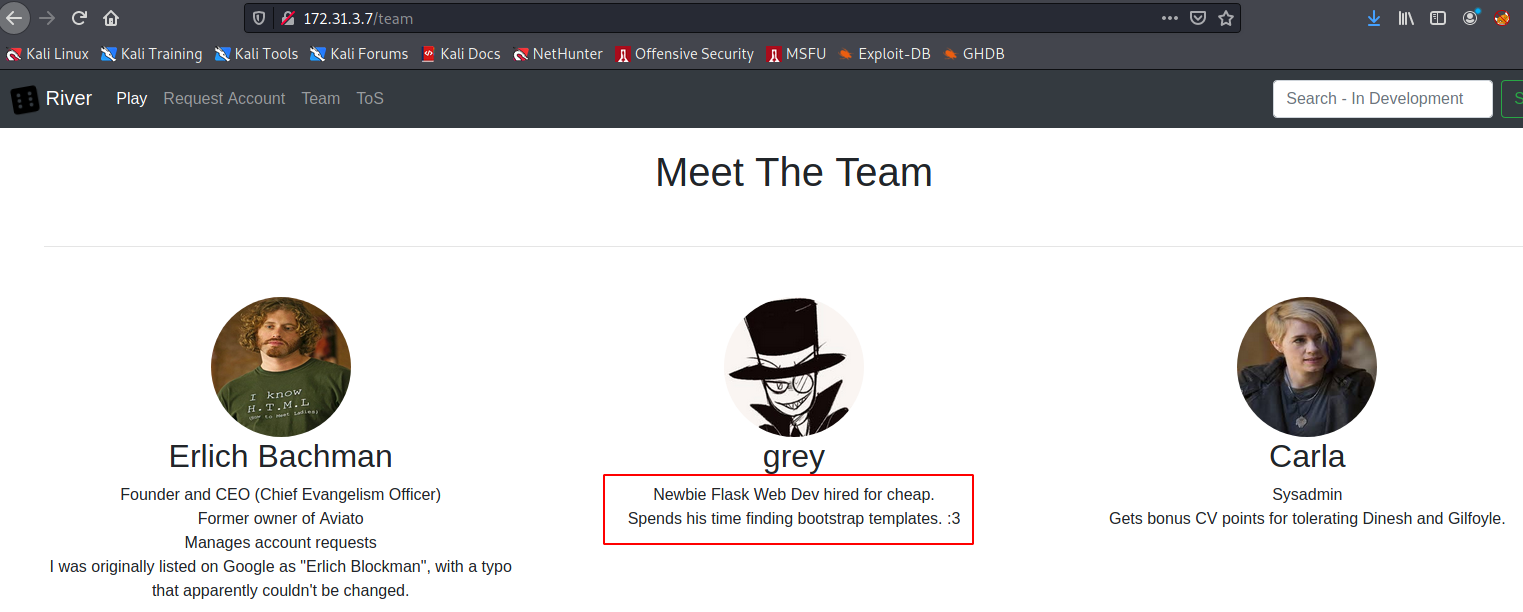 172.31.3.7/team
Kali Linux Kali Training Kali Tools Kali Forums Kali Docs NetHunter Offensive Security MSFU Exploit-DB GHDB
River Play Request Account Team ToS Search - In Development S
Meet The Team
I know
H.T.M.L
(How to Meet Ladies)
Erlich Bachman
Founder and CEO (Chief Evangelism Officer)
Former owner of Aviato
Manages account requests
I was originally listed on Google as "Erlich Blockman", with a typo
that apparently couldn't be changed.
grey
Newbie Flask Web Dev hired for cheap.
Spends his time finding bootstrap templates. :3
Carla
Sysadmin
Gets bonus CV points for tolerating Dinesh and Gilfoyle.